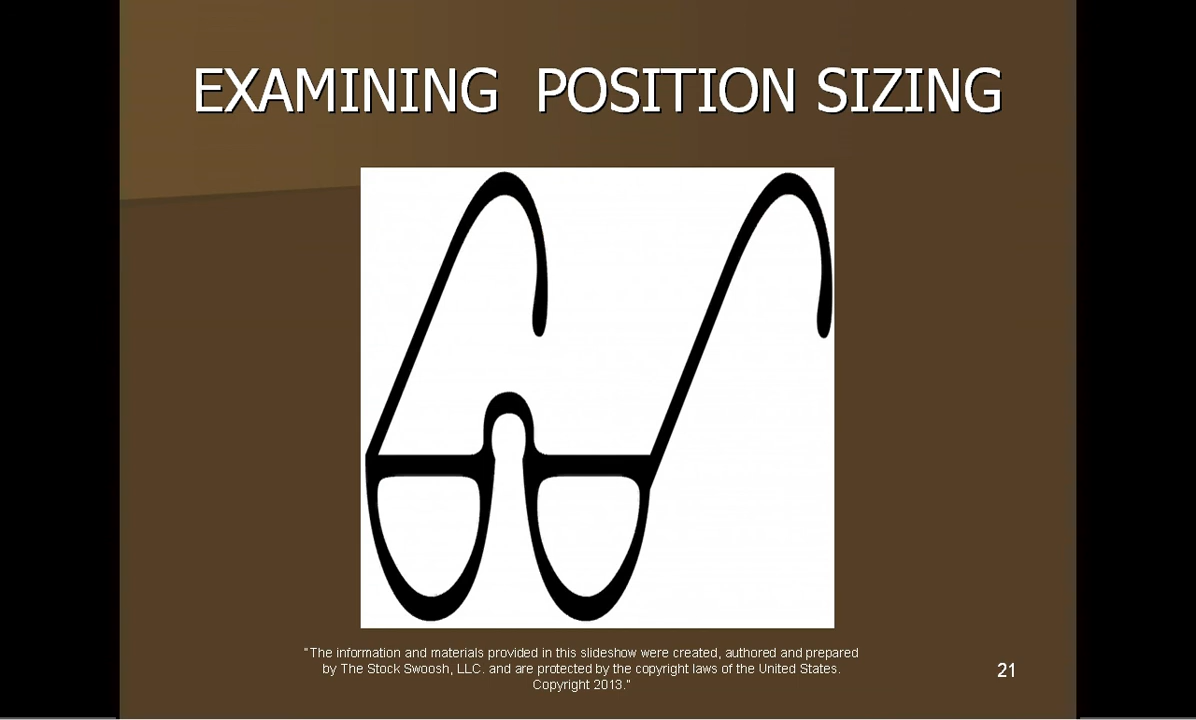 EXAMINING POSITION SIZING
"The information and materials provided in this slideshow were created, authored and prepared
by The Stock Swoosh, LLC. and are protected by the copyright laws of the United States.
Copyright 2013."
21